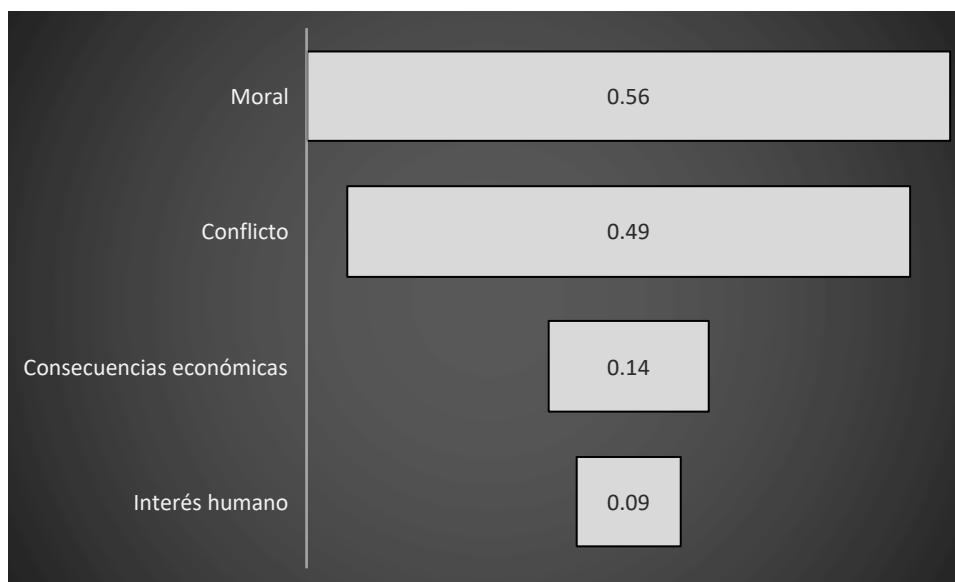 Moral
0.56
Conflicto
0.49
Consecuencias económicas
0.14
Interés humano
0.09